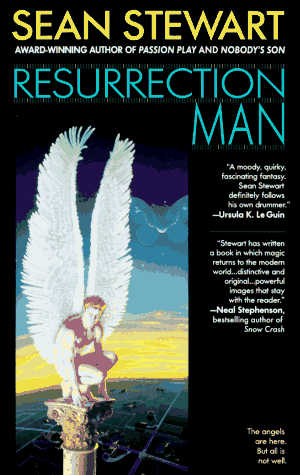 SEAN STEWART
AWARD-WINNING AUTHOR OF PASSION PLAY AND NOBODY'S SON
RESURRECTION
MAN
"A moody, quirky,
fascinating fantasy.
Sean Stewart
definitely follows
his own drummer."
—Ursula K. Le Guin
"Stewart has written
a book in which magic
returns to the modern
world...distinctive and
original...powerful
images that stay
with the reader."
—Neal Stephenson,
bestselling author of
Snow Crash
The angels
are here.
But all is
not well.